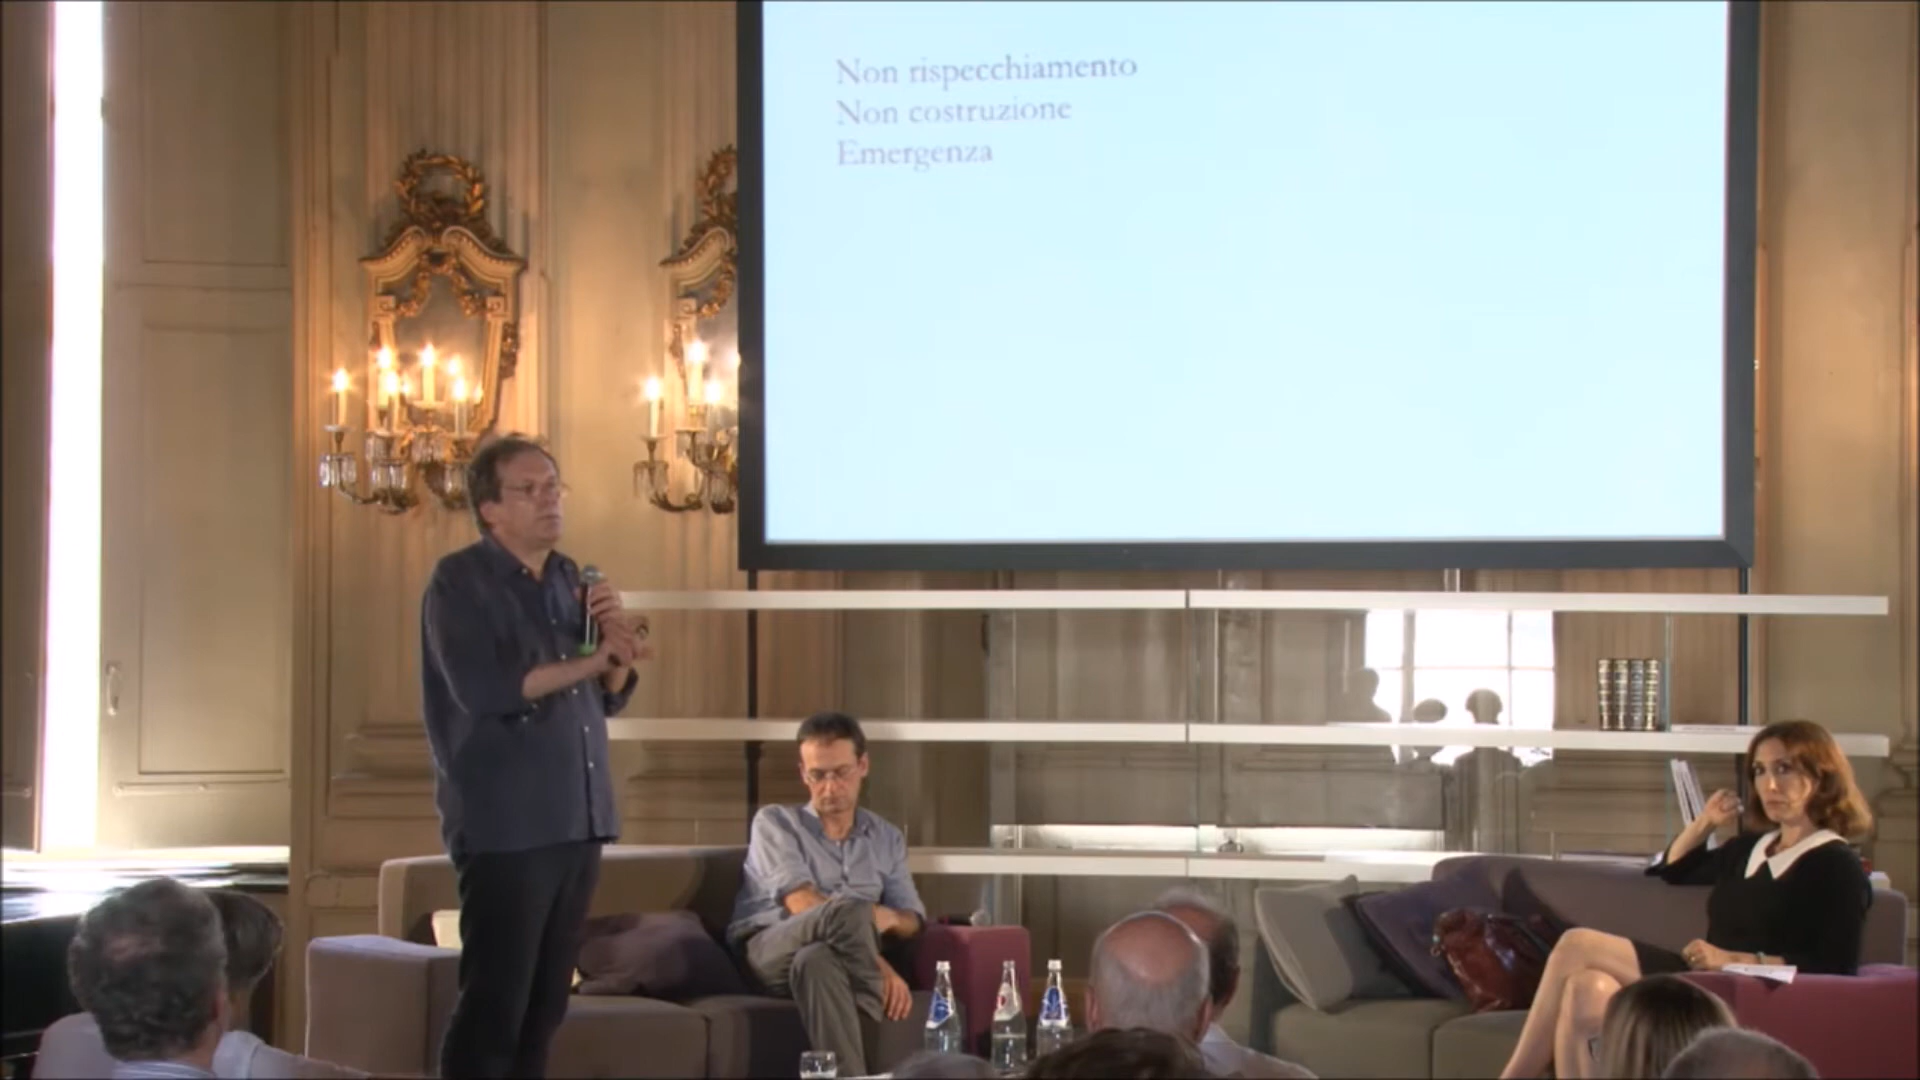 Non rispecchiamento
Non costruzione
Emergenza